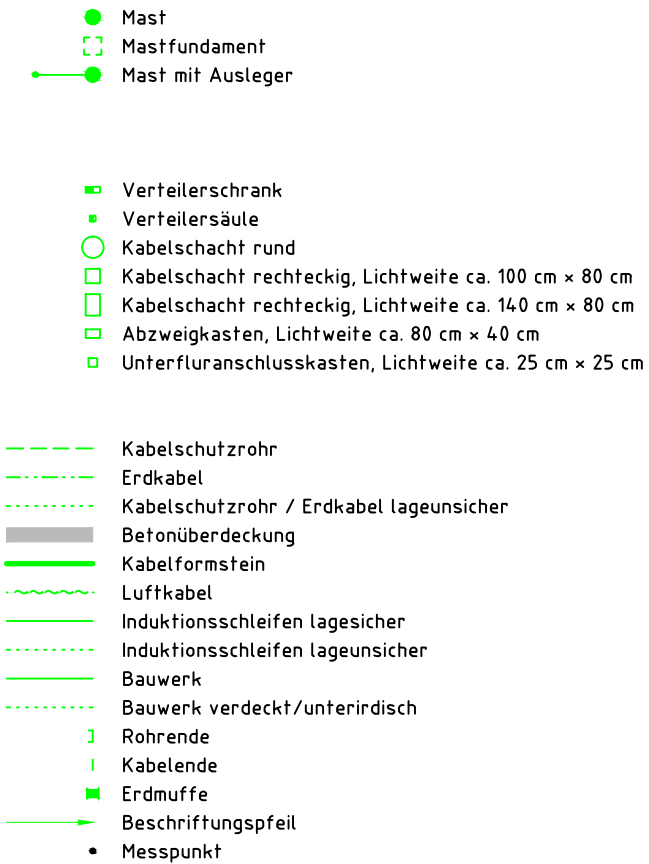 Mast
Mastfundament
Mast mit Ausleger
Verteilerschrank
Verteilersäule
Kabelschacht rund
Kabelschacht rechteckig, Lichtweite ca. 100 cm × 80 cm
Kabelschacht rechteckig, Lichtweite ca. 140 cm × 80 cm
Abzweigkasten, Lichtweite ca. 80 cm × 40 cm
Unterfluranschlusskasten, Lichtweite ca. 25 cm × 25 cm
Kabelschutzrohr
Erdkabel
Kabelschutzrohr / Erdkabel lageunsicher
Betonüberdeckung
Kabelformstein
Luftkabel
Induktionsschleifen lagesicher
Induktionsschleifen lageunsicher
Bauwerk
Bauwerk verdeckt/unterirdisch
Rohrende
Kabelende
Erdmuffe
Beschriftungspfeil
Messpunkt